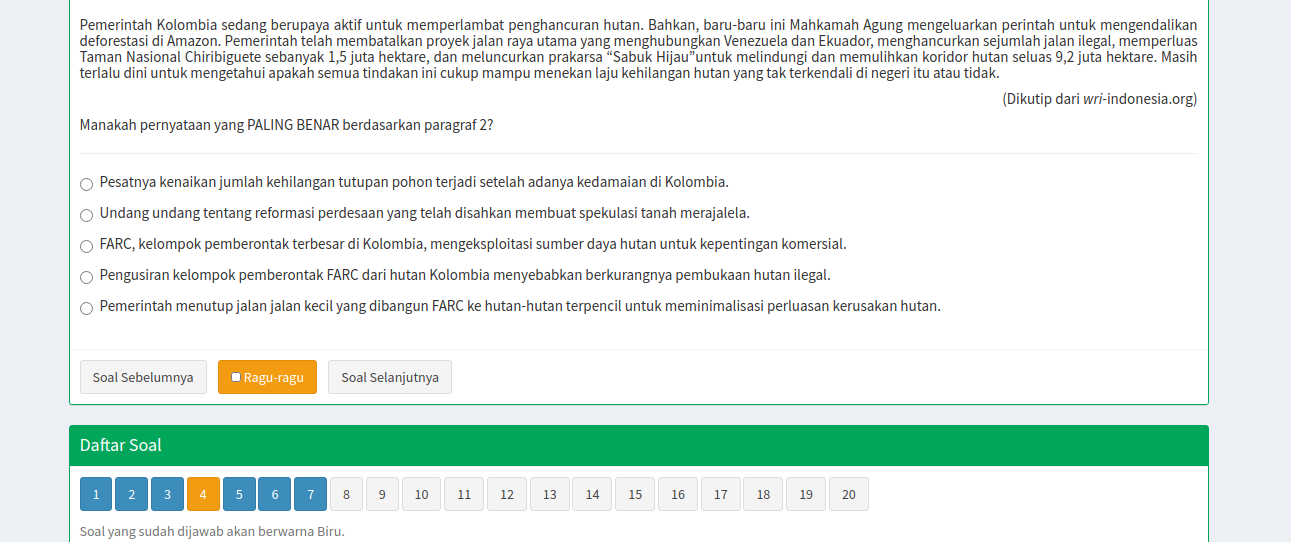 Pemerintah Kolombia sedang berupaya aktif untuk memperlambat penghancuran hutan. Bahkan, baru-baru ini Mahkamah Agung mengeluarkan perintah untuk mengendalikan
deforestasi di Amazon. Pemerintah telah membatalkan proyek jalan raya utama yang menghubungkan Venezuela dan Ekuador, menghancurkan sejumlah jalan ilegal, memperluas
Taman Nasional Chiribiguete sebanyak 1,5 juta hektare, dan meluncurkan prakarsa “Sabuk Hijau”untuk melindungi dan memulihkan koridor hutan seluas 9,2 juta hektare. Masih
terlalu dini untuk mengetahui apakah semua tindakan ini cukup mampu menekan laju kehilangan hutan yang tak terkendali di negeri itu atau tidak.
(Dikutip dari wri-indonesia.org)
Manakah pernyataan yang PALING BENAR berdasarkan paragraf 2?
Pesatnya kenaikan jumlah kehilangan tutupan pohon terjadi setelah adanya kedamaian di Kolombia.
Undang undang tentang reformasi perdesaan yang telah disahkan membuat spekulasi tanah merajalela.
FARC, kelompok pemberontak terbesar di Kolombia, mengeksploitasi sumber daya hutan untuk kepentingan komersial.
Pengusiran kelompok pemberontak FARC dari hutan Kolombia menyebabkan berkurangnya pembukaan hutan ilegal.
Pemerintah menutup jalan jalan kecil yang dibangun FARC ke hutan-hutan terpencil untuk meminimalisasi perluasan kerusakan hutan.
Soal Sebelumnya Ragu-ragu Soal Selanjutnya
Daftar Soal
1 2 3 4 5 6 7 8 9 10 11 12 13 14 15 16 17 18 19 20
Soal yang sudah dijawab akan berwarna Biru.